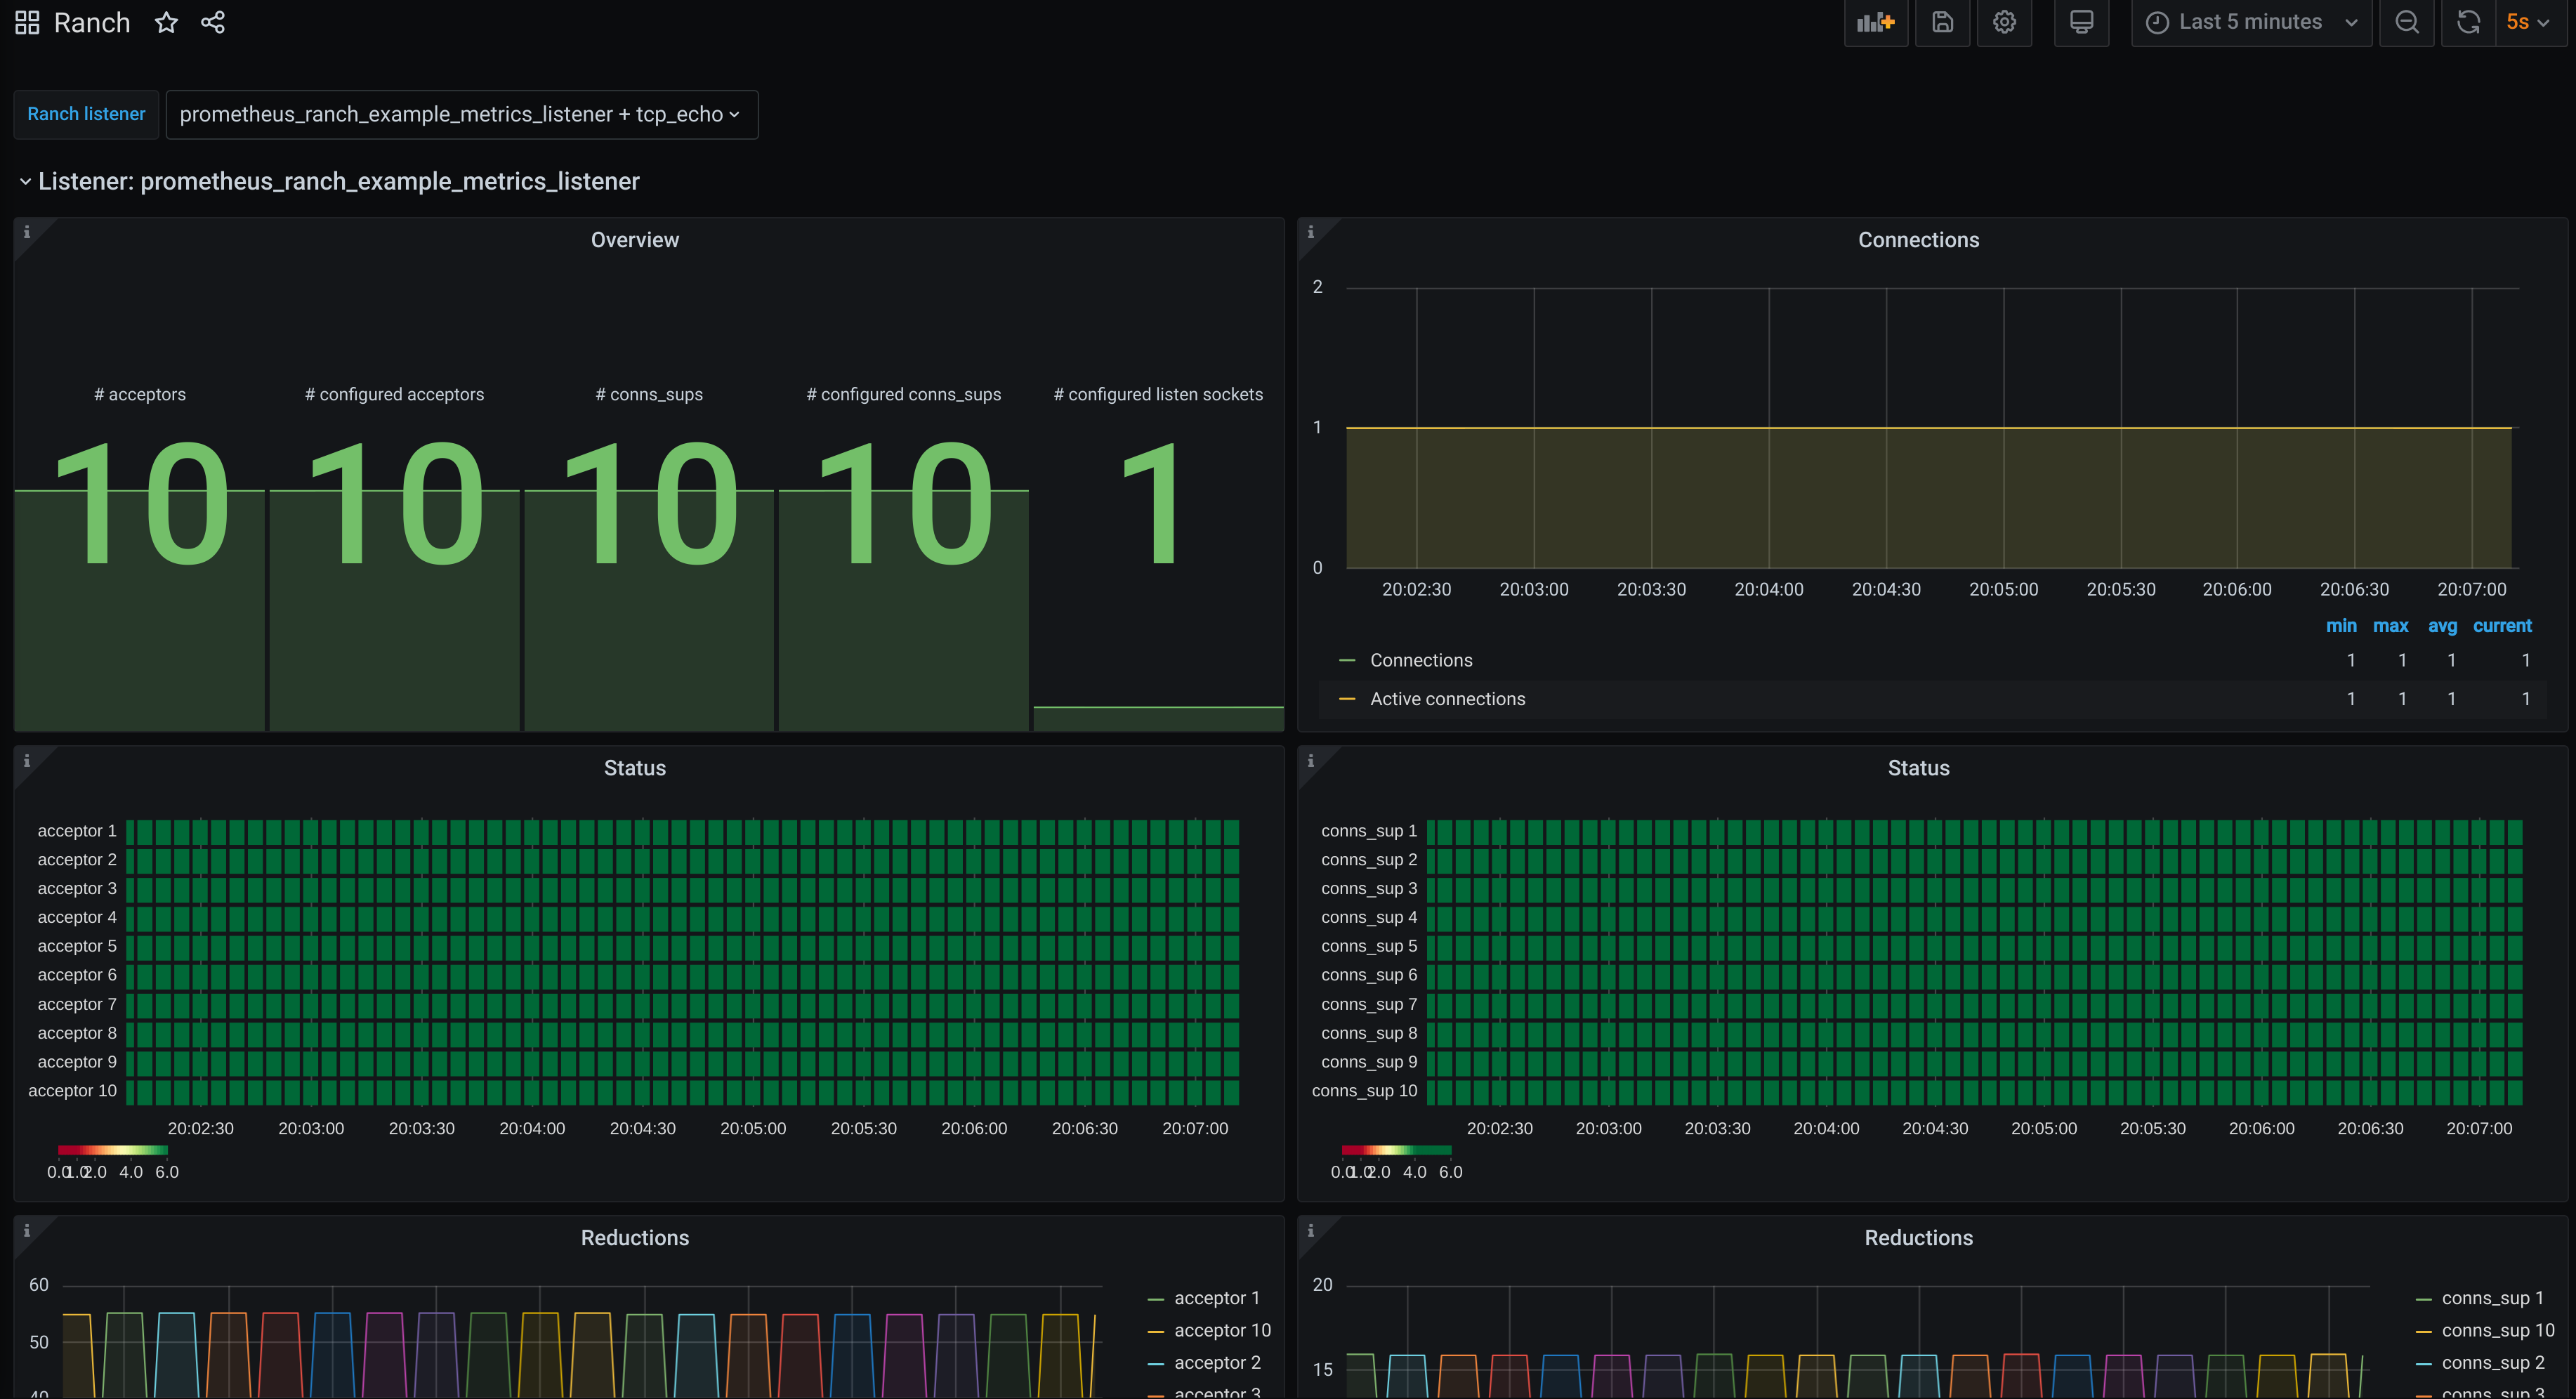 Ranch
Last 5 minutes
5s
Ranch listener
prometheus_ranch_example_metrics_listener + tcp_echo
Listener: prometheus_ranch_example_metrics_listener
Overview
# acceptors
# configured acceptors
# conns_sups
# configured conns_sups
# configured listen sockets
10
10
10
10
1
Connections
2
1
0
20:02:30 20:03:00 20:03:30 20:04:00 20:04:30 20:05:00 20:05:30 20:06:00 20:06:30 20:07:00
min max avg current
Connections 1 1 1 1
Active connections 1 1 1 1
Status
acceptor 1
acceptor 2
acceptor 3
acceptor 4
acceptor 5
acceptor 6
acceptor 7
acceptor 8
acceptor 9
acceptor 10
20:02:30 20:03:00 20:03:30 20:04:00 20:04:30 20:05:00 20:05:30 20:06:00 20:06:30 20:07:00
0.0 1.0 2.0 4.0 6.0
Status
conns_sup 1
conns_sup 2
conns_sup 3
conns_sup 4
conns_sup 5
conns_sup 6
conns_sup 7
conns_sup 8
conns_sup 9
conns_sup 10
20:02:30 20:03:00 20:03:30 20:04:00 20:04:30 20:05:00 20:05:30 20:06:00 20:06:30 20:07:00
0.0 1.0 2.0 4.0 6.0
Reductions
60
50
40
acceptor 1
acceptor 10
acceptor 2
acceptor 3
Reductions
20
15
conns_sup 1
conns_sup 10
conns_sup 2
conns_sup 3